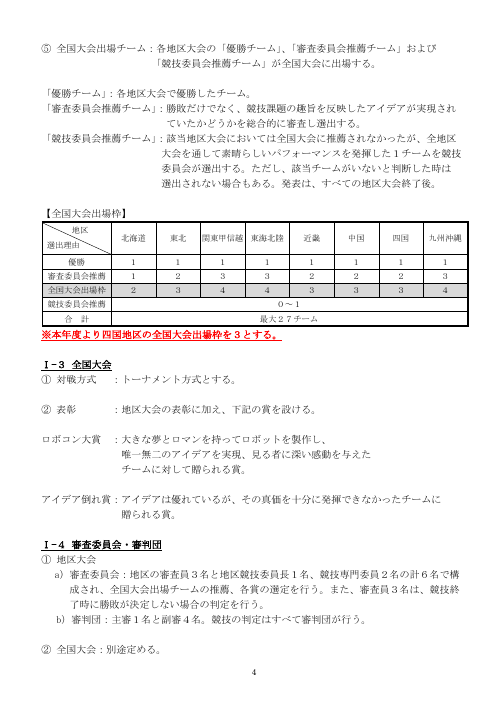 ⑤ 全国大会出場チーム：各地区大会の「優勝チーム」、「審査委員会推薦チーム」および
「競技委員会推薦チーム」が全国大会に出場する。
「優勝チーム」：各地区大会で優勝したチーム。
「審査委員会推薦チーム」：勝敗だけでなく、競技課題の趣旨を反映したアイデアが実現され
ていたかどうかを総合的に審査し選出する。
「競技委員会推薦チーム」：該当地区大会においては全国大会に推薦されなかったが、全地区
大会を通して素晴らしいパフォーマンスを発揮した１チームを競技
委員会が選出する。ただし、該当チームがいないと判断した時は
選出されない場合もある。発表は、すべての地区大会終了後。
【全国大会出場枠】
地区
選出理由 北海道 東北 関東甲信越 東海北陸 近畿 中国 四国 九州沖縄
優勝 1 1 1 1 1 1 1 1
審査委員会推薦 1 2 3 3 2 2 2 3
全国大会出場枠 2 3 4 4 3 3 3 4
競技委員会推薦 ０～１
合 計 最大２７チーム
※本年度より四国地区の全国大会出場枠を３とする。
Ⅰ-３ 全国大会
① 対戦方式 ：トーナメント方式とする。
② 表彰 ：地区大会の表彰に加え、下記の賞を設ける。
ロボコン大賞 ：大きな夢とロマンを持ってロボットを製作し、
唯一無二のアイデアを実現、見る者に深い感動を与えた
チームに対して贈られる賞。
アイデア倒れ賞：アイデアは優れているが、その真価を十分に発揮できなかったチームに
贈られる賞。
Ⅰ-４ 審査委員会・審判団
① 地区大会
a) 審査委員会：地区の審査員３名と地区競技委員長１名、競技専門委員２名の計６名で構
成され、全国大会出場チームの推薦、各賞の選定を行う。また、審査員３名は、競技終
了時に勝敗が決定しない場合の判定を行う。
b) 審判団：主審１名と副審４名。競技の判定はすべて審判団が行う。
② 全国大会：別途定める。
4